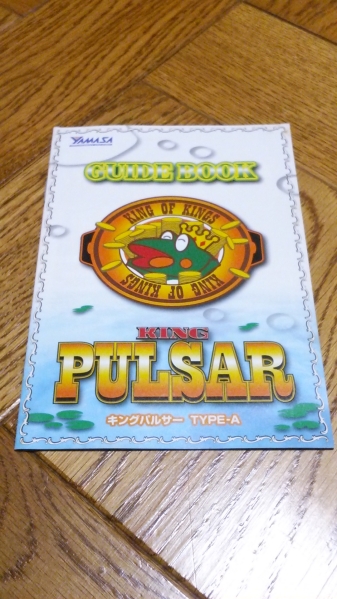 YAMASA
GUIDE BOOK
KING OF KINGS
KING OF KINGS
KING
PULSAR
キングパルサー TYPE-A